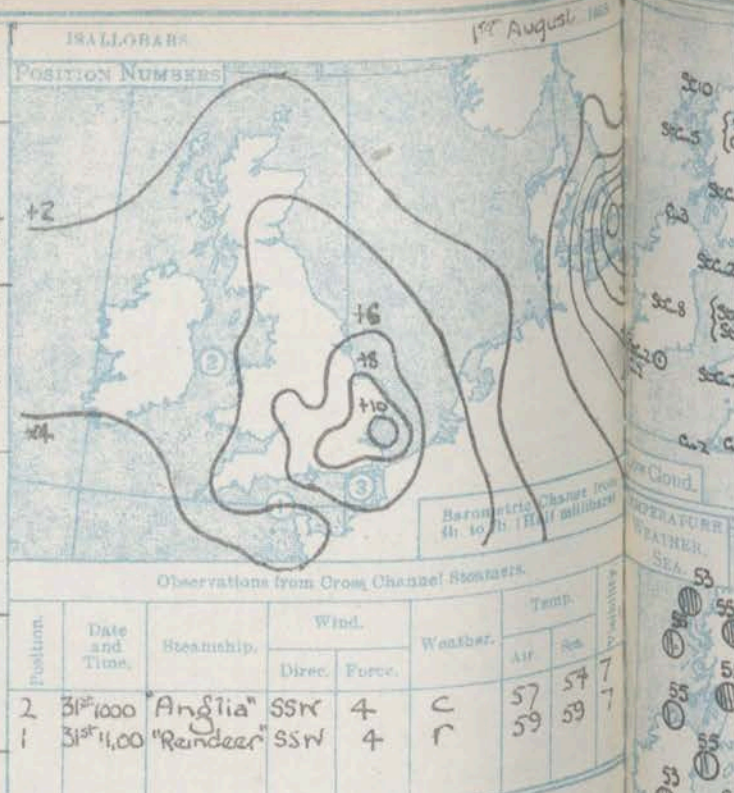 ISALLOBARS
1st August
POSITION NUMBERS
+2
+6
+8
+10
+4
2
3
1
Barometric Change from
(Half millibars)
Observations from Cross Channel Steamers.
Position.
Date
and
Time.
Steamship.
Wind.
Direc.
Force.
Weather.
Temp.
Air.
Sea.
2 31st 1000 "Anglia" SSW 4 c 57 54 7
1 31st 11,00 "Reindeer" SSW 4 r 59 59 7
Low Cloud.
TEMPERATURE
WEATHER.
SEA.
53
55
55
53